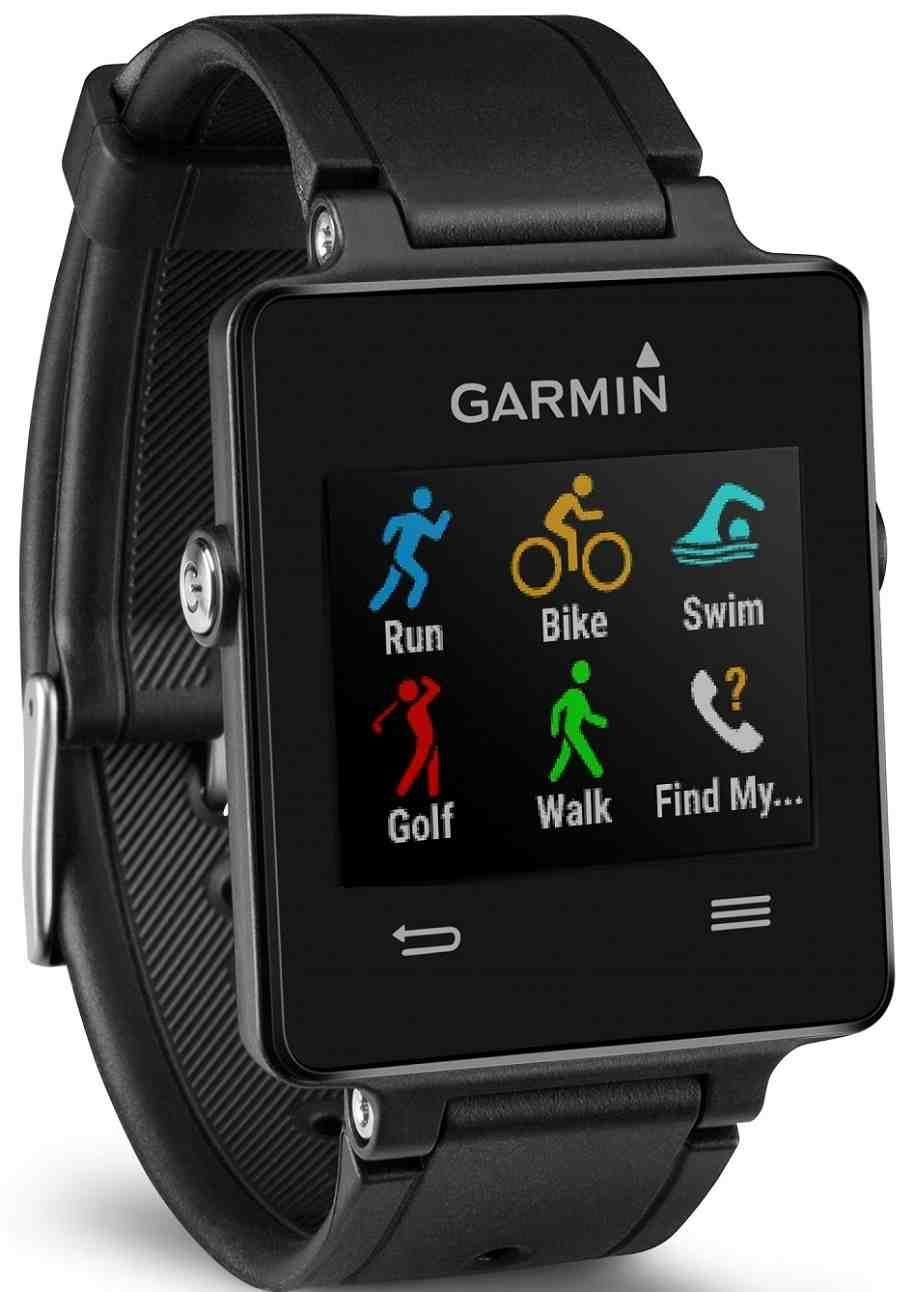 GARMIN
Run Bike Swim
?
Golf Walk Find My...